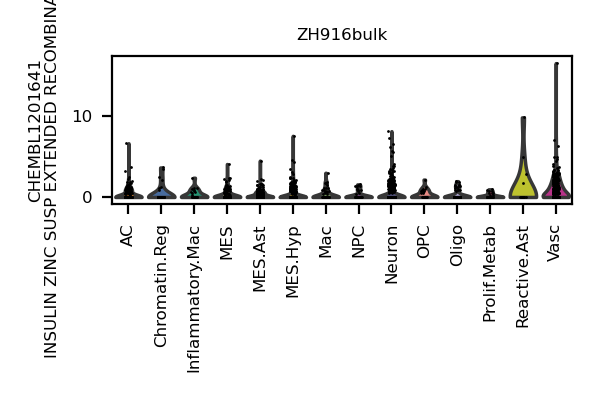 ZH916bulk
CHEMBL1201641
INSULIN ZINC SUSP EXTENDED RECOMBINA
10
0
AC
Chromatin.Reg
Inflammatory.Mac
MES
MES.Ast
MES.Hyp
Mac
NPC
Neuron
OPC
Oligo
Prolif.Metab
Reactive.Ast
Vasc